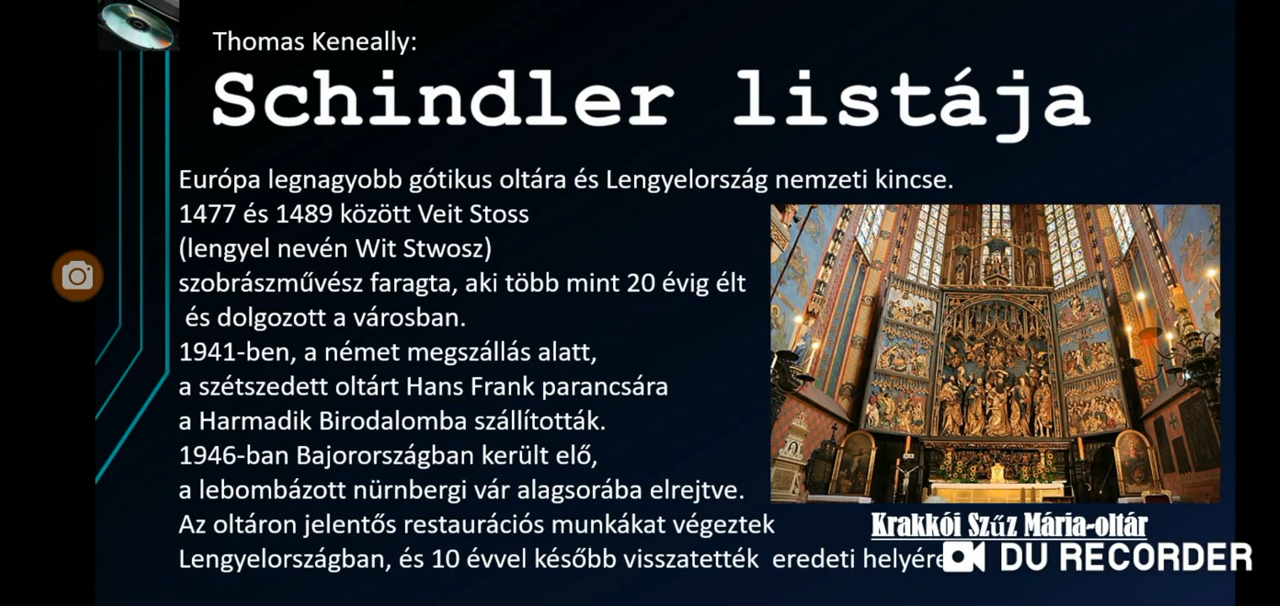 Thomas Keneally:
Schindler listája
Európa legnagyobb gótikus oltára és Lengyelország nemzeti kincse.
1477 és 1489 között Veit Stoss
(lengyel nevén Wit Stwosz)
szobrászművész faragta, aki több mint 20 évig élt
és dolgozott a városban.
1941-ben, a német megszállás alatt,
a szétszedett oltárt Hans Frank parancsára
a Harmadik Birodalomba szállították.
1946-ban Bajorországban került elő,
a lebombázott nürnbergi vár alagsorába elrejtve.
Az oltáron jelentős restaurációs munkákat végeztek
Lengyelországban, és 10 évvel később visszatették eredeti helyére
Krakkói Szűz Mária-oltár
DU RECORDER